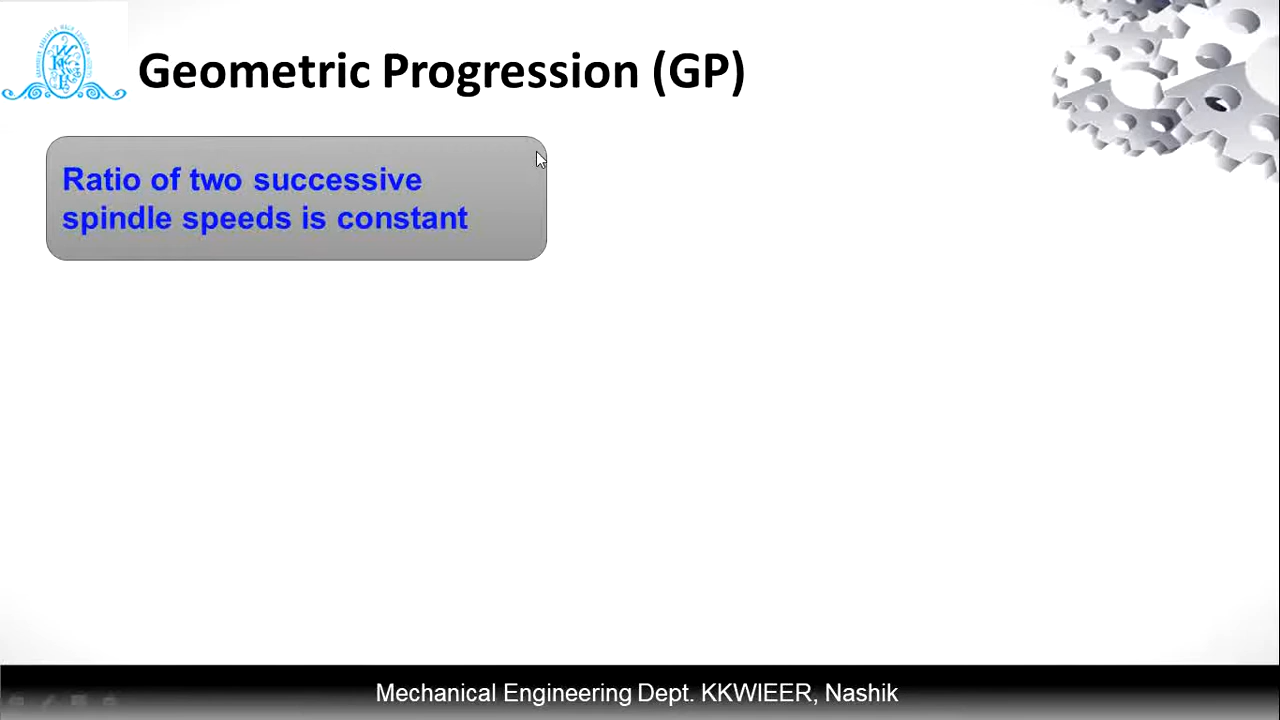 Geometric Progression (GP)
Ratio of two successive
spindle speeds is constant
Mechanical Engineering Dept. KKWIEER, Nashik